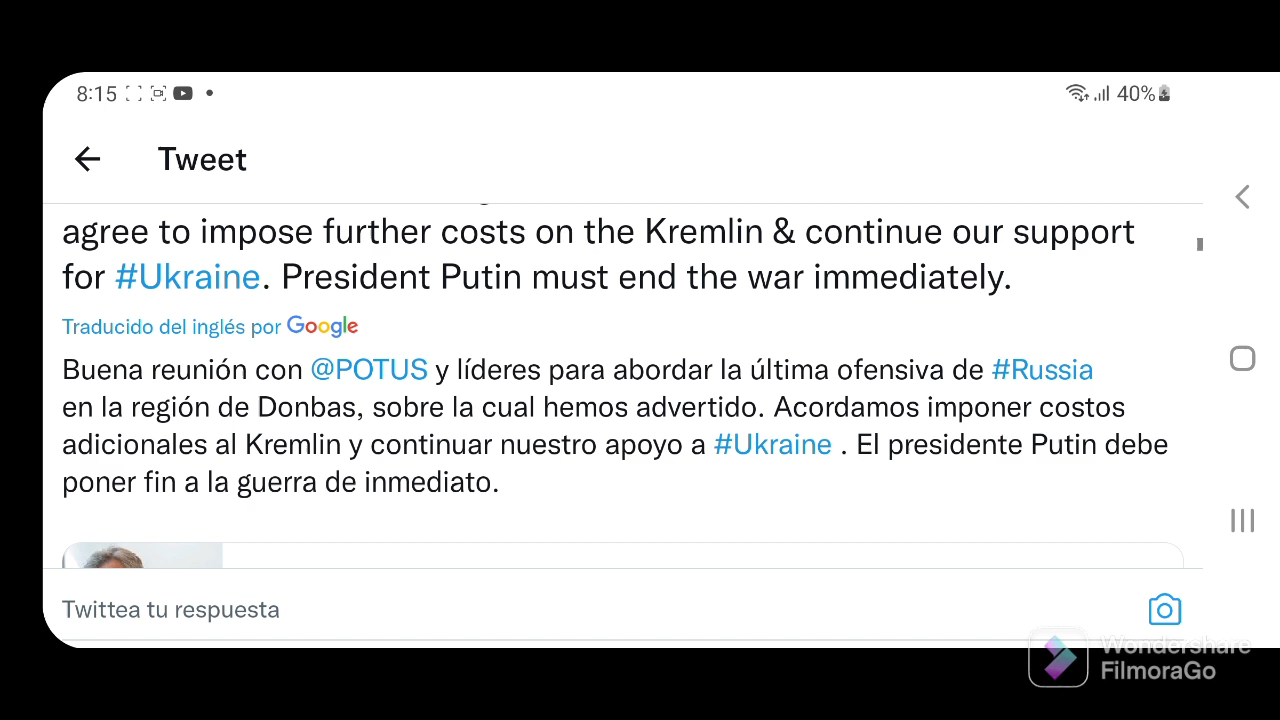 8:15
40%
Tweet
agree to impose further costs on the Kremlin & continue our support
for #Ukraine. President Putin must end the war immediately.
Traducido del inglés por Google
Buena reunión con @POTUS y líderes para abordar la última ofensiva de #Russia
en la región de Donbas, sobre la cual hemos advertido. Acordamos imponer costos
adicionales al Kremlin y continuar nuestro apoyo a #Ukraine . El presidente Putin debe
poner fin a la guerra de inmediato.
Twittea tu respuesta
Wondershare
FilmoraGo